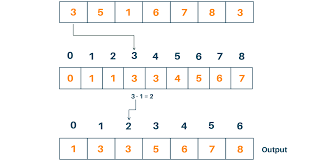 3 5 1 6 7 8 3
0 1 2 3 4 5 6 7 8
0 1 1 3 3 4 5 6 7
3 - 1 = 2
0 1 2 3 4 5 6
1 3 3 5 6 7 8 Output